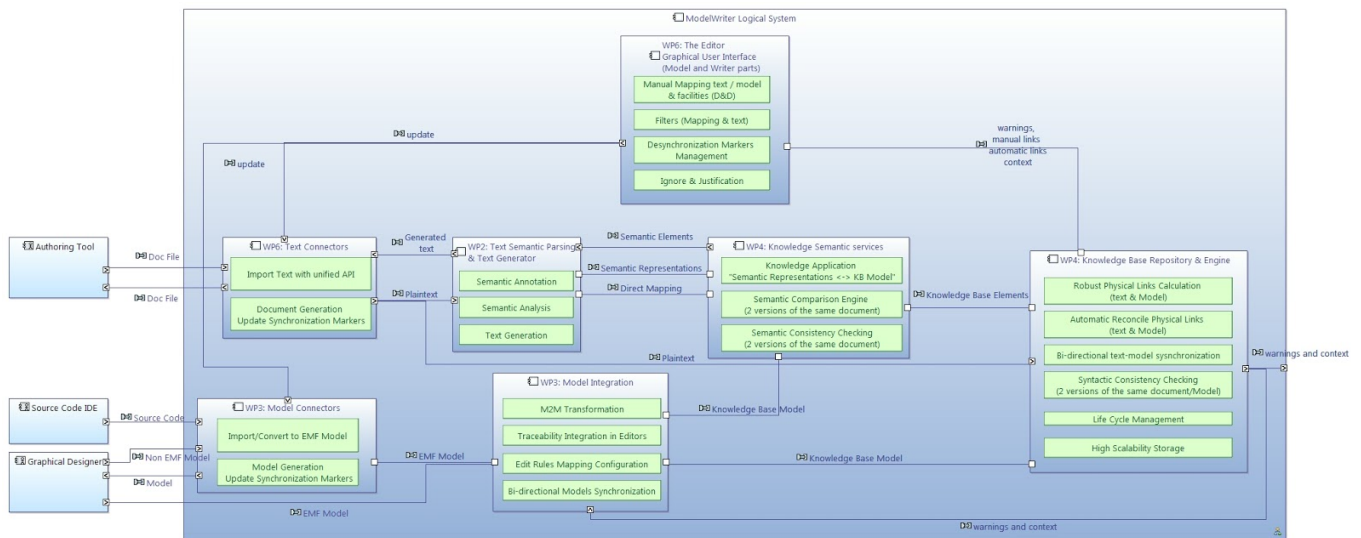 ModelWriter Logical System
WP6: The Editor
Graphical User Interface
(Model and Writer parts)
Manual Mapping text / model
& facilities (D&D)
Filters (Mapping & text)
Desynchronization Markers
Management
Ignore & Justification
update
update
warnings,
manual links
automatic links
context
Authoring Tool
Doc File
Doc File
WP6: Text Connectors
Import Text with unified API
Document Generation
Update Synchronization Markers
Generated
text
Plaintext
WP2: Text Semantic Parsing
& Text Generator
Semantic Annotation
Semantic Analysis
Text Generation
Semantic Elements
Semantic Representations
Direct Mapping
WP4: Knowledge Semantic services
Knowledge Application
"Semantic Representations <-> KB Model"
Semantic Comparison Engine
(2 versions of the same document)
Semantic Consistency Checking
(2 versions of the same document)
Knowledge Base Elements
Plaintext
WP4: Knowledge Base Repository & Engine
Robust Physical Links Calculation
(text & Model)
Automatic Reconcile Physical Links
(text & Model)
Bi-directional text-model sysnchronization
Syntactic Consistency Checking
(2 versions of the same document/Model)
Life Cycle Management
High Scalability Storage
warnings and context
Source Code IDE
Source Code
Graphical Designer
Non EMF Model
Model
WP3: Model Connectors
Import/Convert to EMF Model
Model Generation
Update Synchronization Markers
EMF Model
EMF Model
WP3: Model Integration
M2M Transformation
Traceability Integration in Editors
Edit Rules Mapping Configuration
Bi-directional Models Synchronization
Knowledge Base Model
Knowledge Base Model
warnings and context